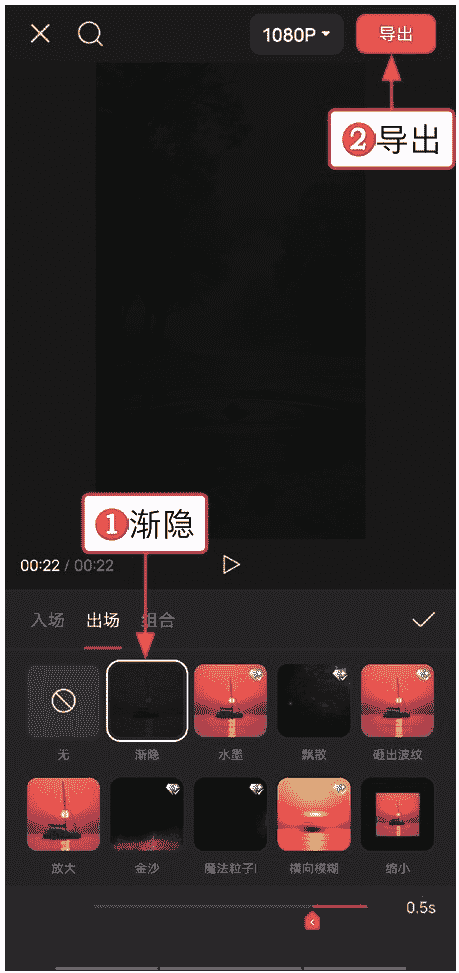 1080P
导出
❷导出
❶渐隐
00:22 / 00:22
入场 出场 组合
无 渐隐 水墨 飘散 砸出波纹
放大 金沙 魔法粒子I 横向模糊 缩小
0.5s